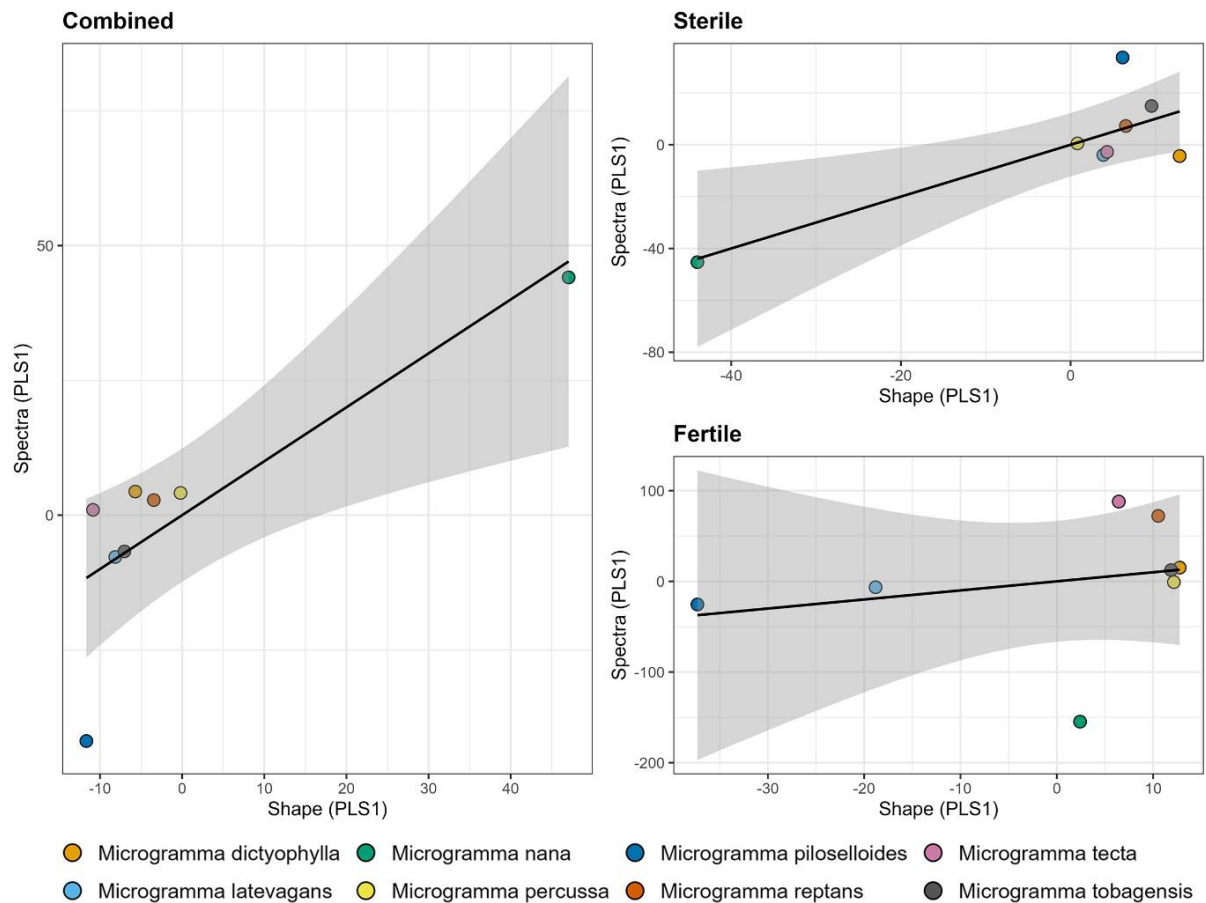 Combined
Spectra (PLS1)
50
0
-10 0 10 20 30 40
Shape (PLS1)
Sterile
Spectra (PLS1)
0
-40
-80
-40 -20 0
Shape (PLS1)
Fertile
Spectra (PLS1)
100
0
-100
-200
-30 -20 -10 0 10
Shape (PLS1)
Microgramma dictyophylla Microgramma nana Microgramma piloselloides Microgramma tecta
Microgramma latevagans Microgramma percussa Microgramma reptans Microgramma tobagensis